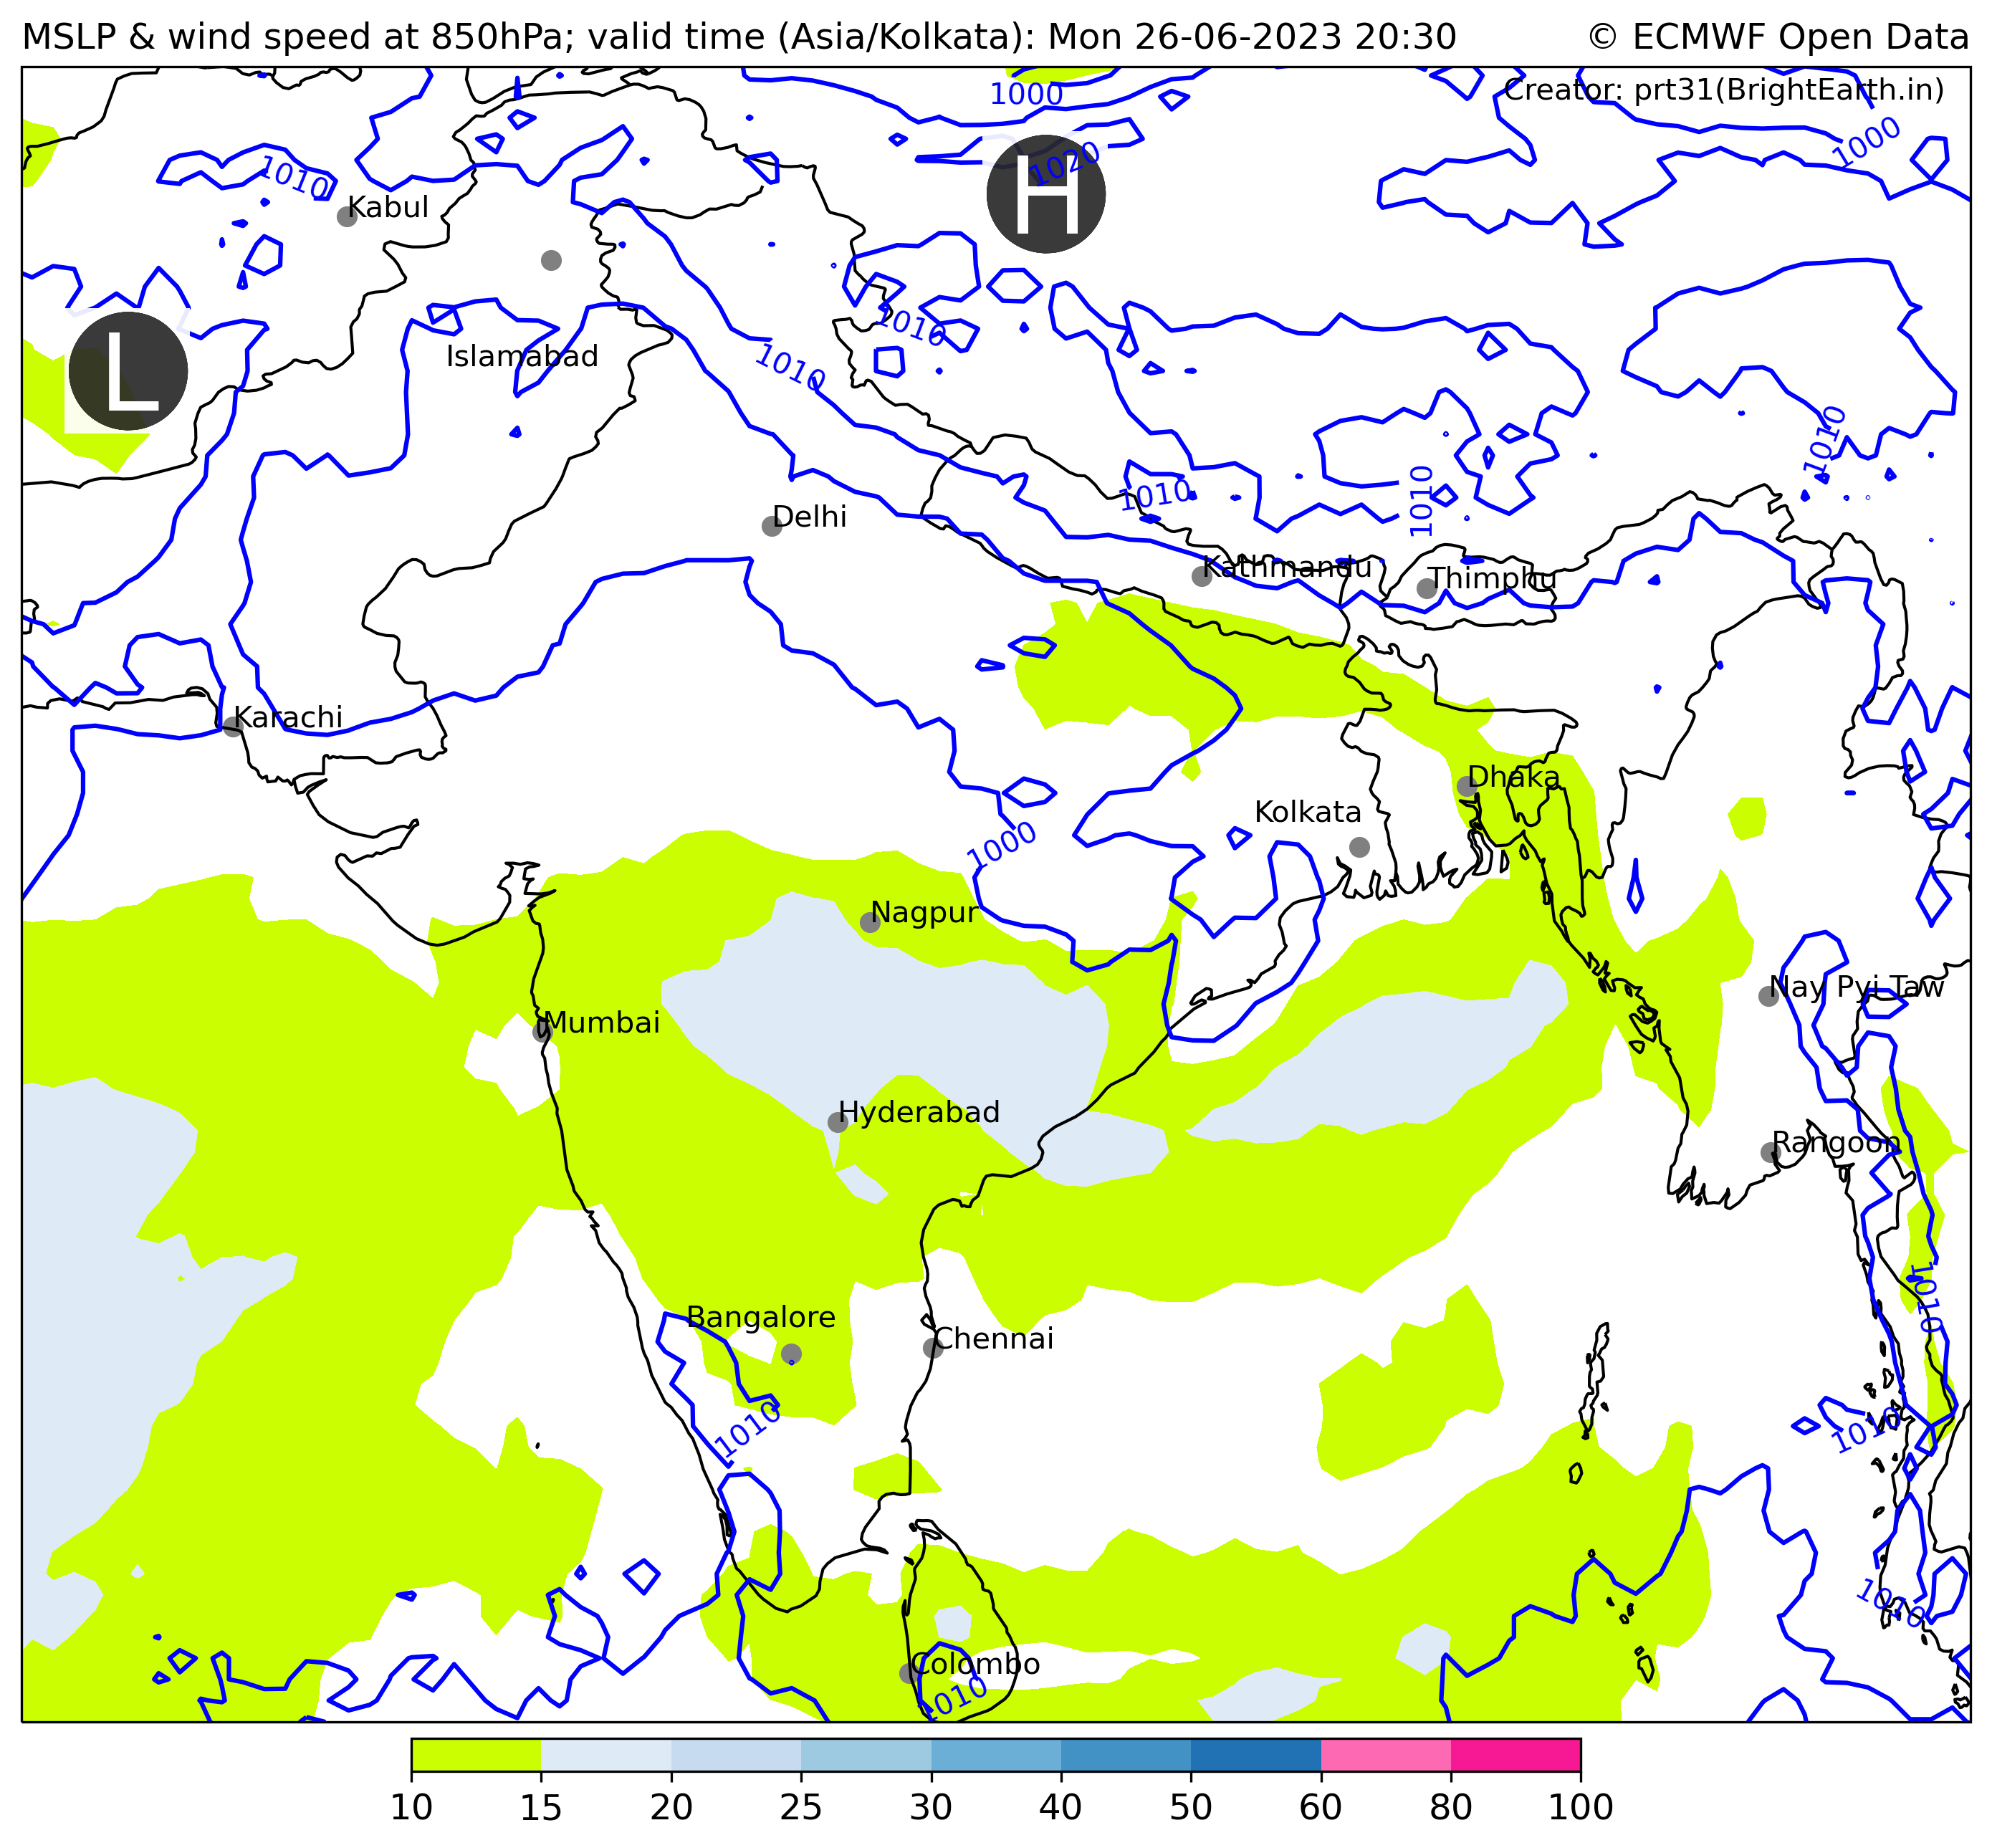 MSLP & wind speed at 850hPa; valid time (Asia/Kolkata): Mon 26-06-2023 20:30 © ECMWF Open Data
Creator: prt31(BrightEarth.in)
1000
1000
1020
H
1010
Kabul
L
1010
Islamabad
1010
1010
1010
1010
Delhi
Kathmandu
Thimphu
Karachi
Dhaka
Kolkata
1000
Nagpur
Nay Pyi Taw
Mumbai
Hyderabad
Rangoon
1010
Bangalore
Chennai
1010
1010
1010
Colombo
1010
10 15 20 25 30 40 50 60 80 100